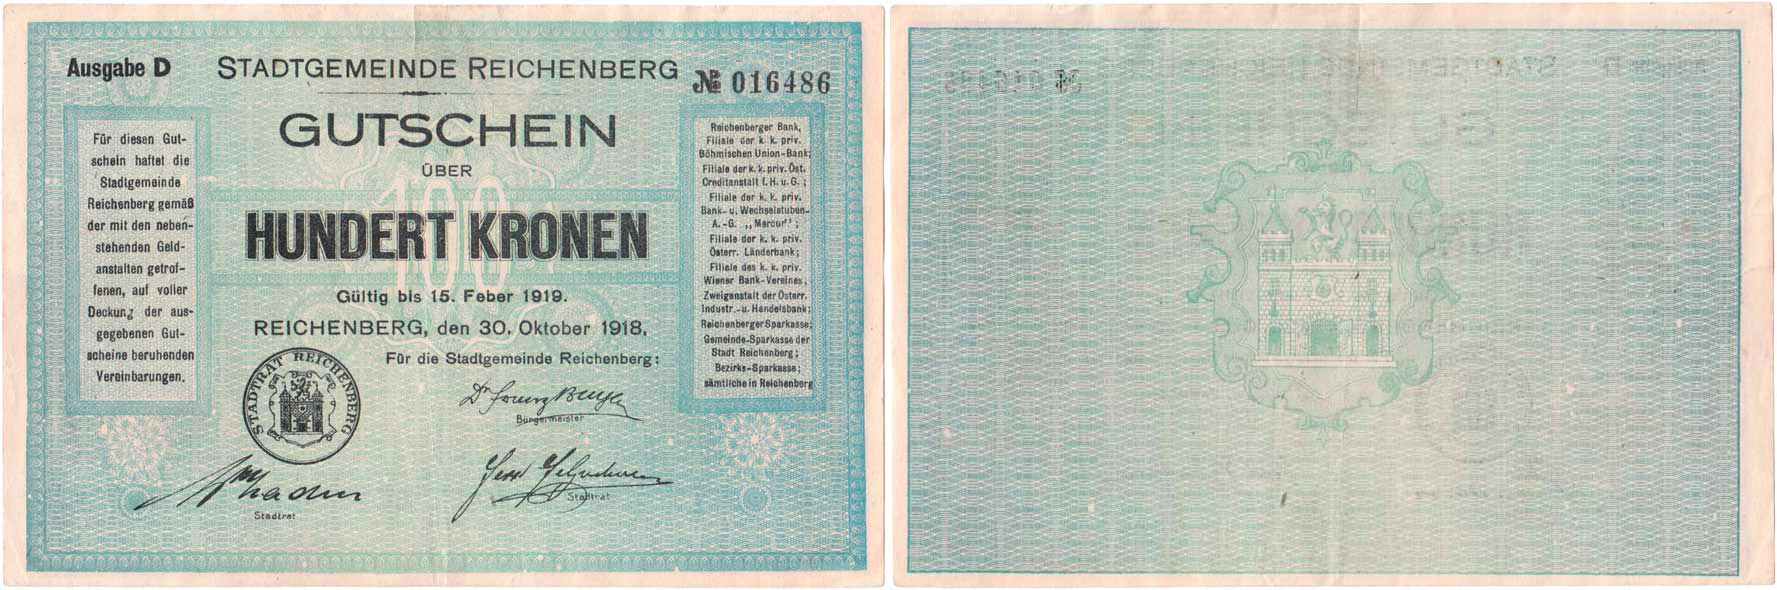 Ausgabe D
STADTGEMEINDE REICHENBERG
№ 016486
GUTSCHEIN
ÜBER
100
HUNDERT KRONEN
Gültig bis 15. Feber 1919.
REICHENBERG, den 30. Oktober 1918.
Für die Stadtgemeinde Reichenberg:
Für diesen Gut-
schein haftet die
Stadtgemeinde
Reichenberg gemäß
der mit den neben-
stehenden Geld-
anstalten getrof-
fenen, auf voller
Deckung der aus-
gegebenen Gut-
scheine beruhenden
Vereinbarungen.
Reichenberger Bank,
Filiale der k. k. priv.
Böhmischen Union-Bank;
Filiale der k. k. priv. Öst.
Creditanstalt f. H. u. G.;
Filiale der k. k. priv.
Bank- u. Wechselstuben-
A.-G. „Mercur";
Filiale der k. k. priv.
Österr. Länderbank;
Filiale des k. k. priv.
Wiener Bank-Vereines;
Zweiganstalt der Österr.
Industr.- u. Handelsbank;
Reichenberger Sparkasse;
Gemeinde-Sparkasse der
Stadt Reichenberg;
Bezirks-Sparkasse;
sämtliche in Reichenberg
STADTRAT REICHENBERG
Bürgermeister
Stadtrat
Stadtrat